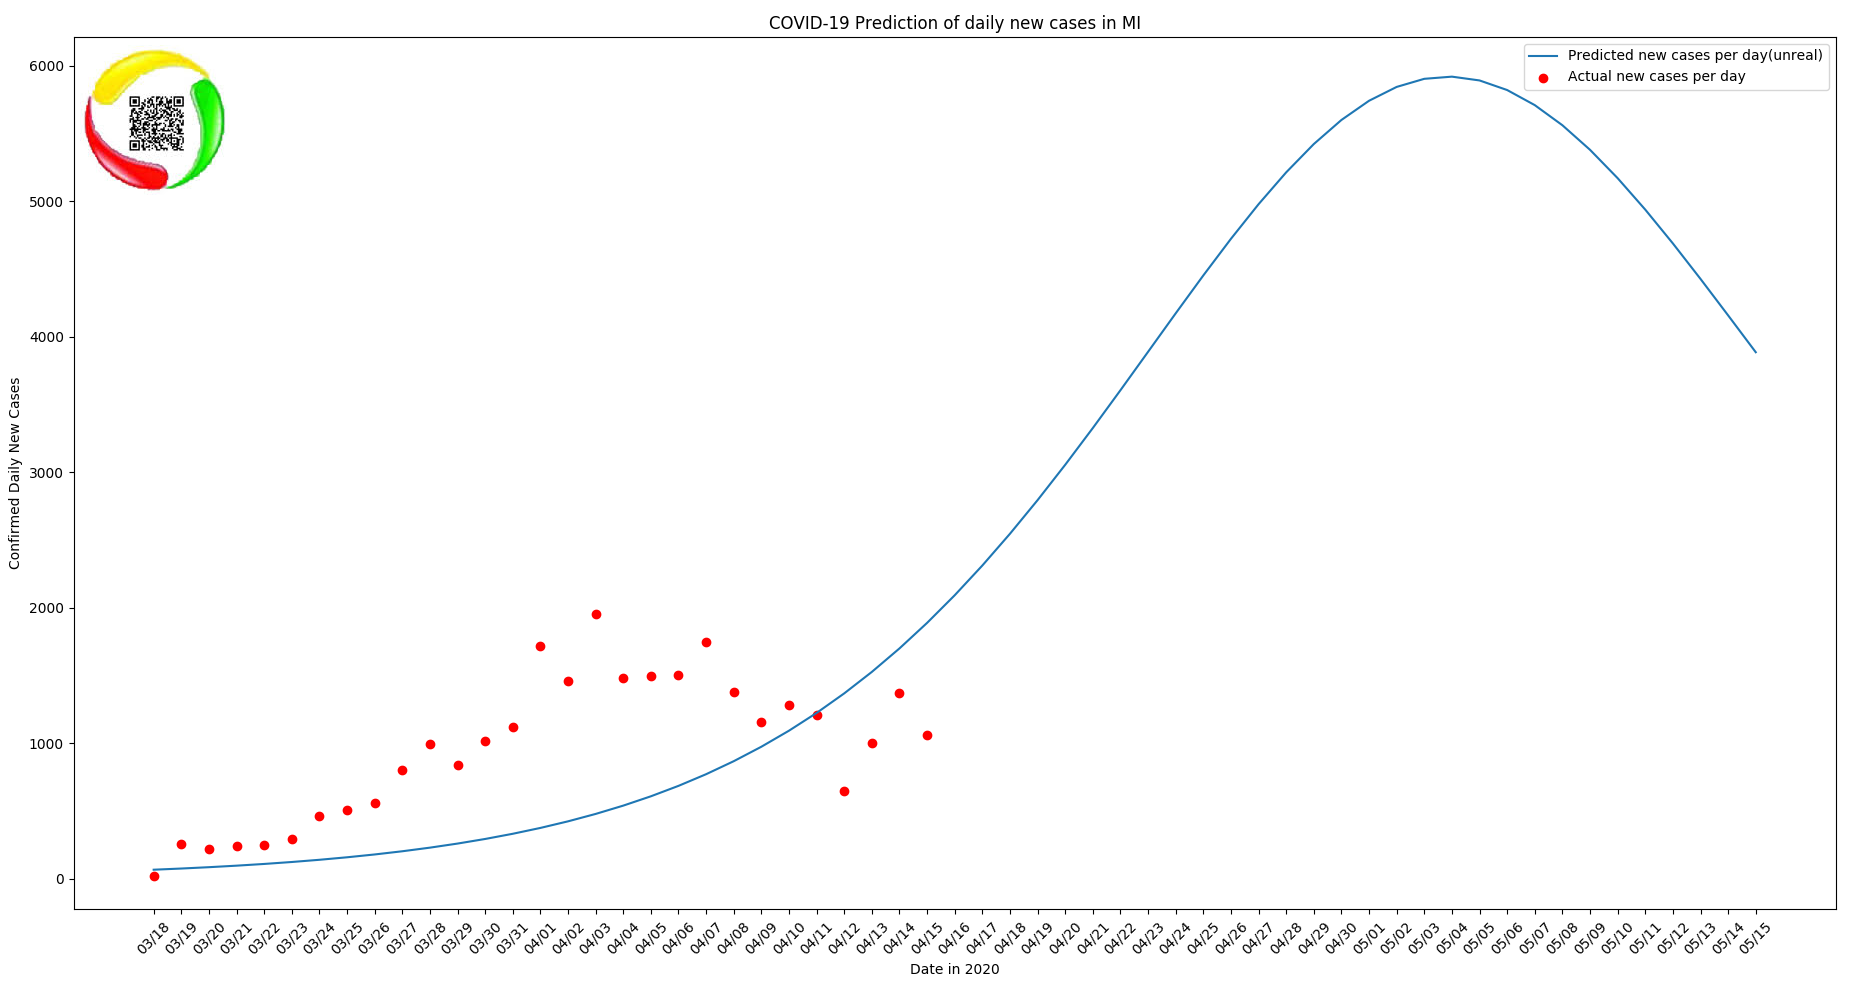 COVID-19 Prediction of daily new cases in MI
Predicted new cases per day(unreal)
Actual new cases per day
Confirmed Daily New Cases
6000
5000
4000
3000
2000
1000
0
03/18 03/19 03/20 03/21 03/22 03/23 03/24 03/25 03/26 03/27 03/28 03/29 03/30 03/31 04/01 04/02 04/03 04/04 04/05 04/06 04/07 04/08 04/09 04/10 04/11 04/12 04/13 04/14 04/15 04/16 04/17 04/18 04/19 04/20 04/21 04/22 04/23 04/24 04/25 04/26 04/27 04/28 04/29 04/30 05/01 05/02 05/03 05/04 05/05 05/06 05/07 05/08 05/09 05/10 05/11 05/12 05/13 05/14 05/15
Date in 2020